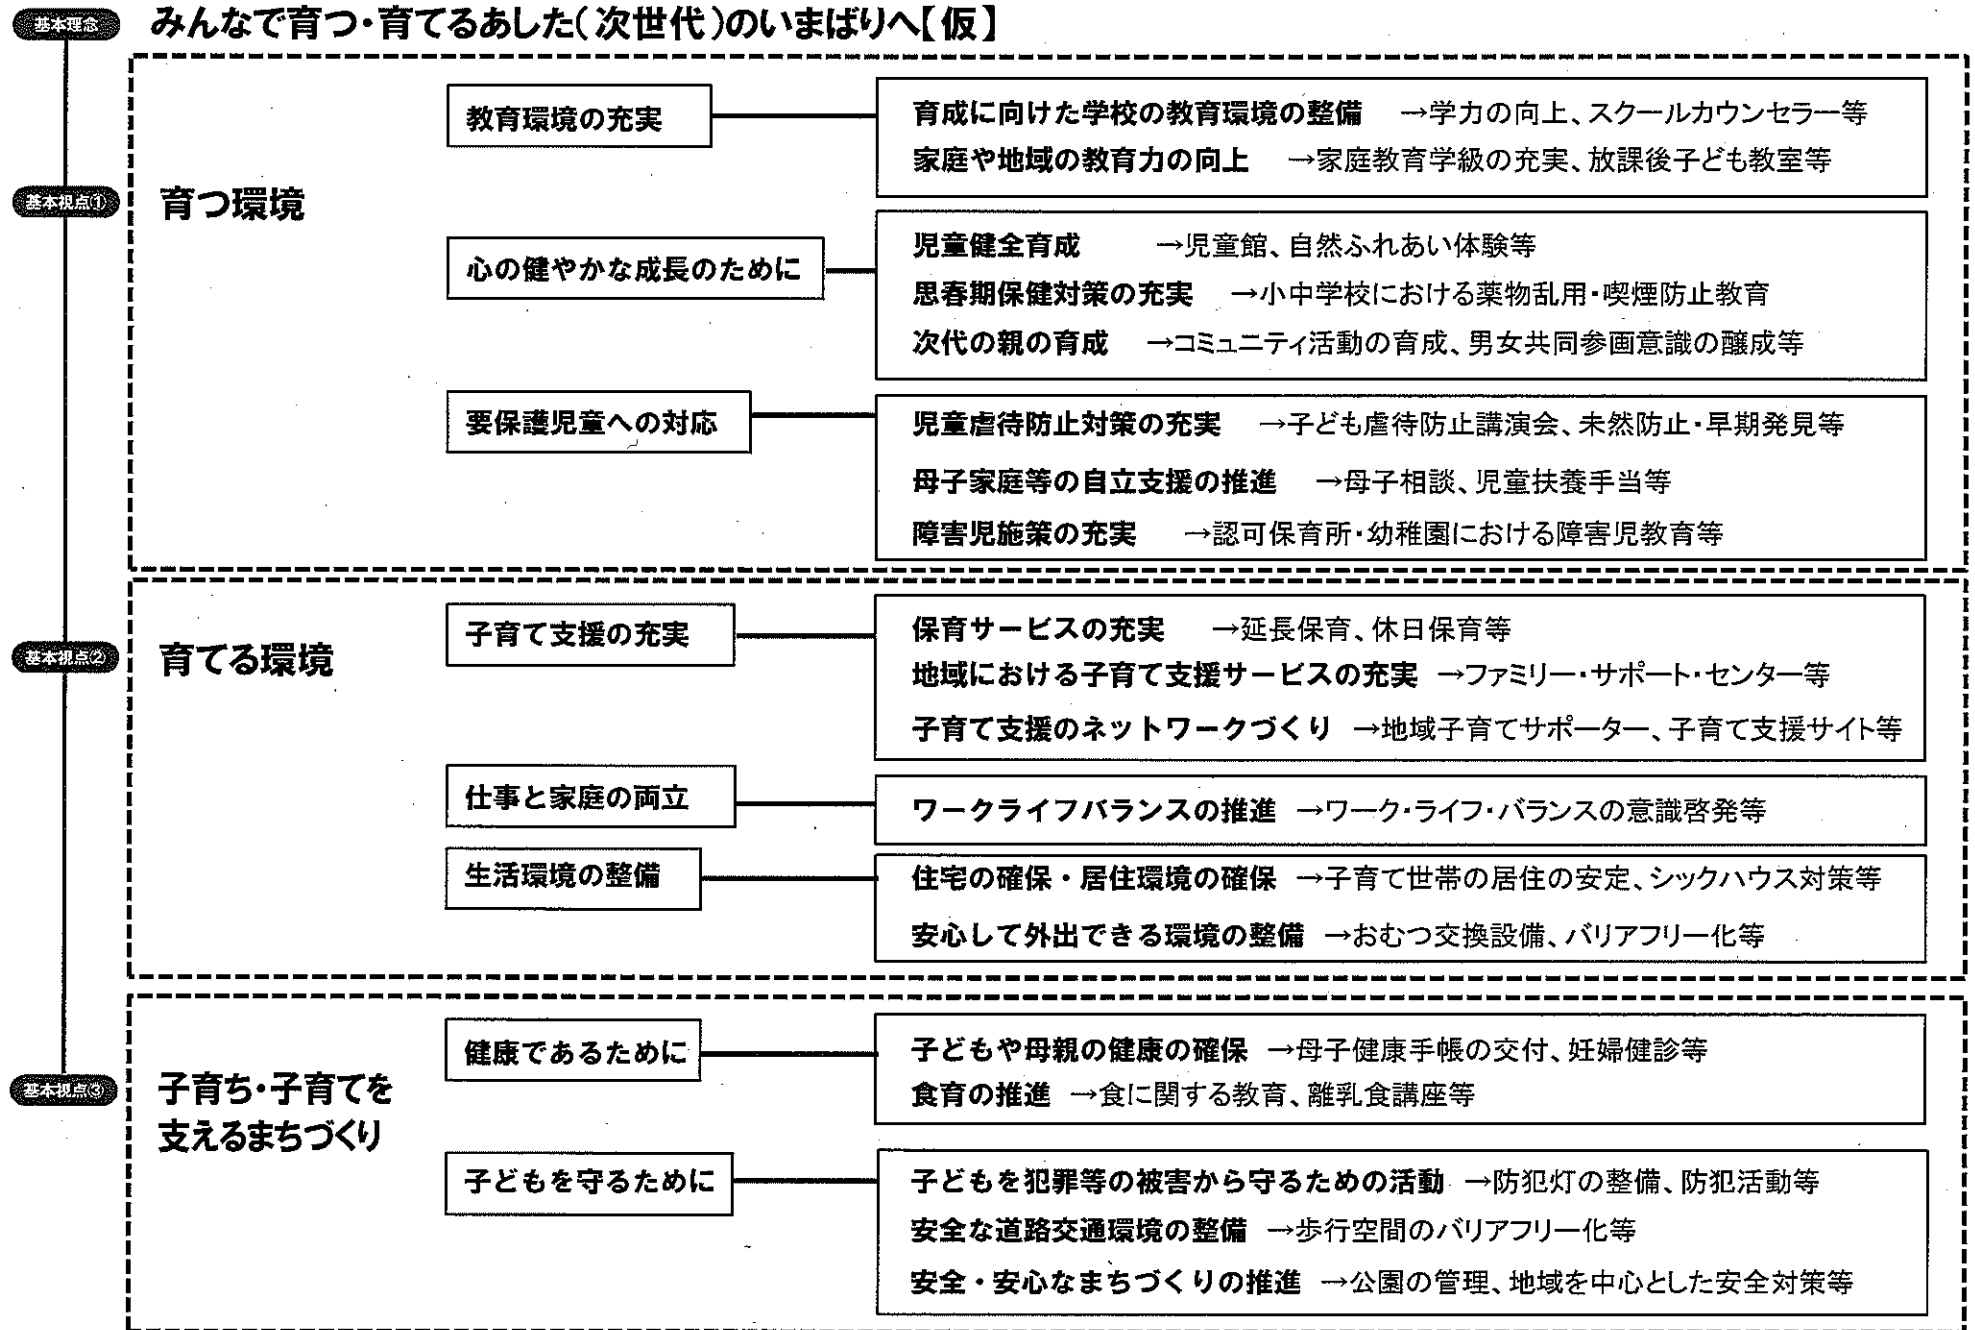 基本理念 みんなで育つ・育てるあした(次世代)のいまばりへ【仮】
基本視点① 育つ環境
教育環境の充実
育成に向けた学校の教育環境の整備 →学力の向上、スクールカウンセラー等
家庭や地域の教育力の向上 →家庭教育学級の充実、放課後子ども教室等
心の健やかな成長のために
児童健全育成 →児童館、自然ふれあい体験等
思春期保健対策の充実 →小中学校における薬物乱用・喫煙防止教育
次代の親の育成 →コミュニティ活動の育成、男女共同参画意識の醸成等
要保護児童への対応
児童虐待防止対策の充実 →子ども虐待防止講演会、未然防止・早期発見等
母子家庭等の自立支援の推進 →母子相談、児童扶養手当等
障害児施策の充実 →認可保育所・幼稚園における障害児教育等
基本視点② 育てる環境
子育て支援の充実
保育サービスの充実 →延長保育、休日保育等
地域における子育て支援サービスの充実 →ファミリー・サポート・センター等
子育て支援のネットワークづくり →地域子育てサポーター、子育て支援サイト等
仕事と家庭の両立
ワークライフバランスの推進 →ワーク・ライフ・バランスの意識啓発等
生活環境の整備
住宅の確保・居住環境の確保 →子育て世帯の居住の安定、シックハウス対策等
安心して外出できる環境の整備 →おむつ交換設備、バリアフリー化等
基本視点③ 子育ち・子育てを
支えるまちづくり
健康であるために
子どもや母親の健康の確保 →母子健康手帳の交付、妊婦健診等
食育の推進 →食に関する教育、離乳食講座等
子どもを守るために
子どもを犯罪等の被害から守るための活動 →防犯灯の整備、防犯活動等
安全な道路交通環境の整備 →歩行空間のバリアフリー化等
安全・安心なまちづくりの推進 →公園の管理、地域を中心とした安全対策等